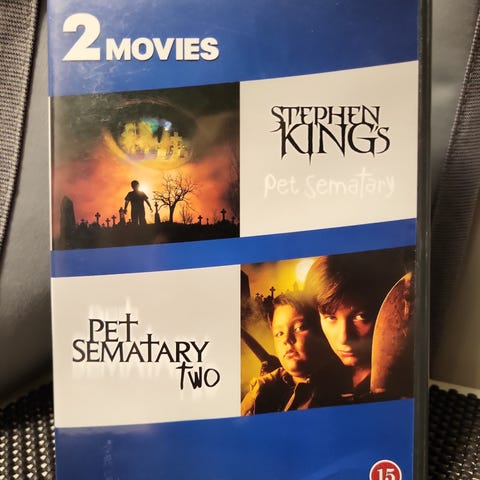 2 MOVIES
STEPHEN
KING'S
Pet Sematary
PET
SEMATARY
TWO
15